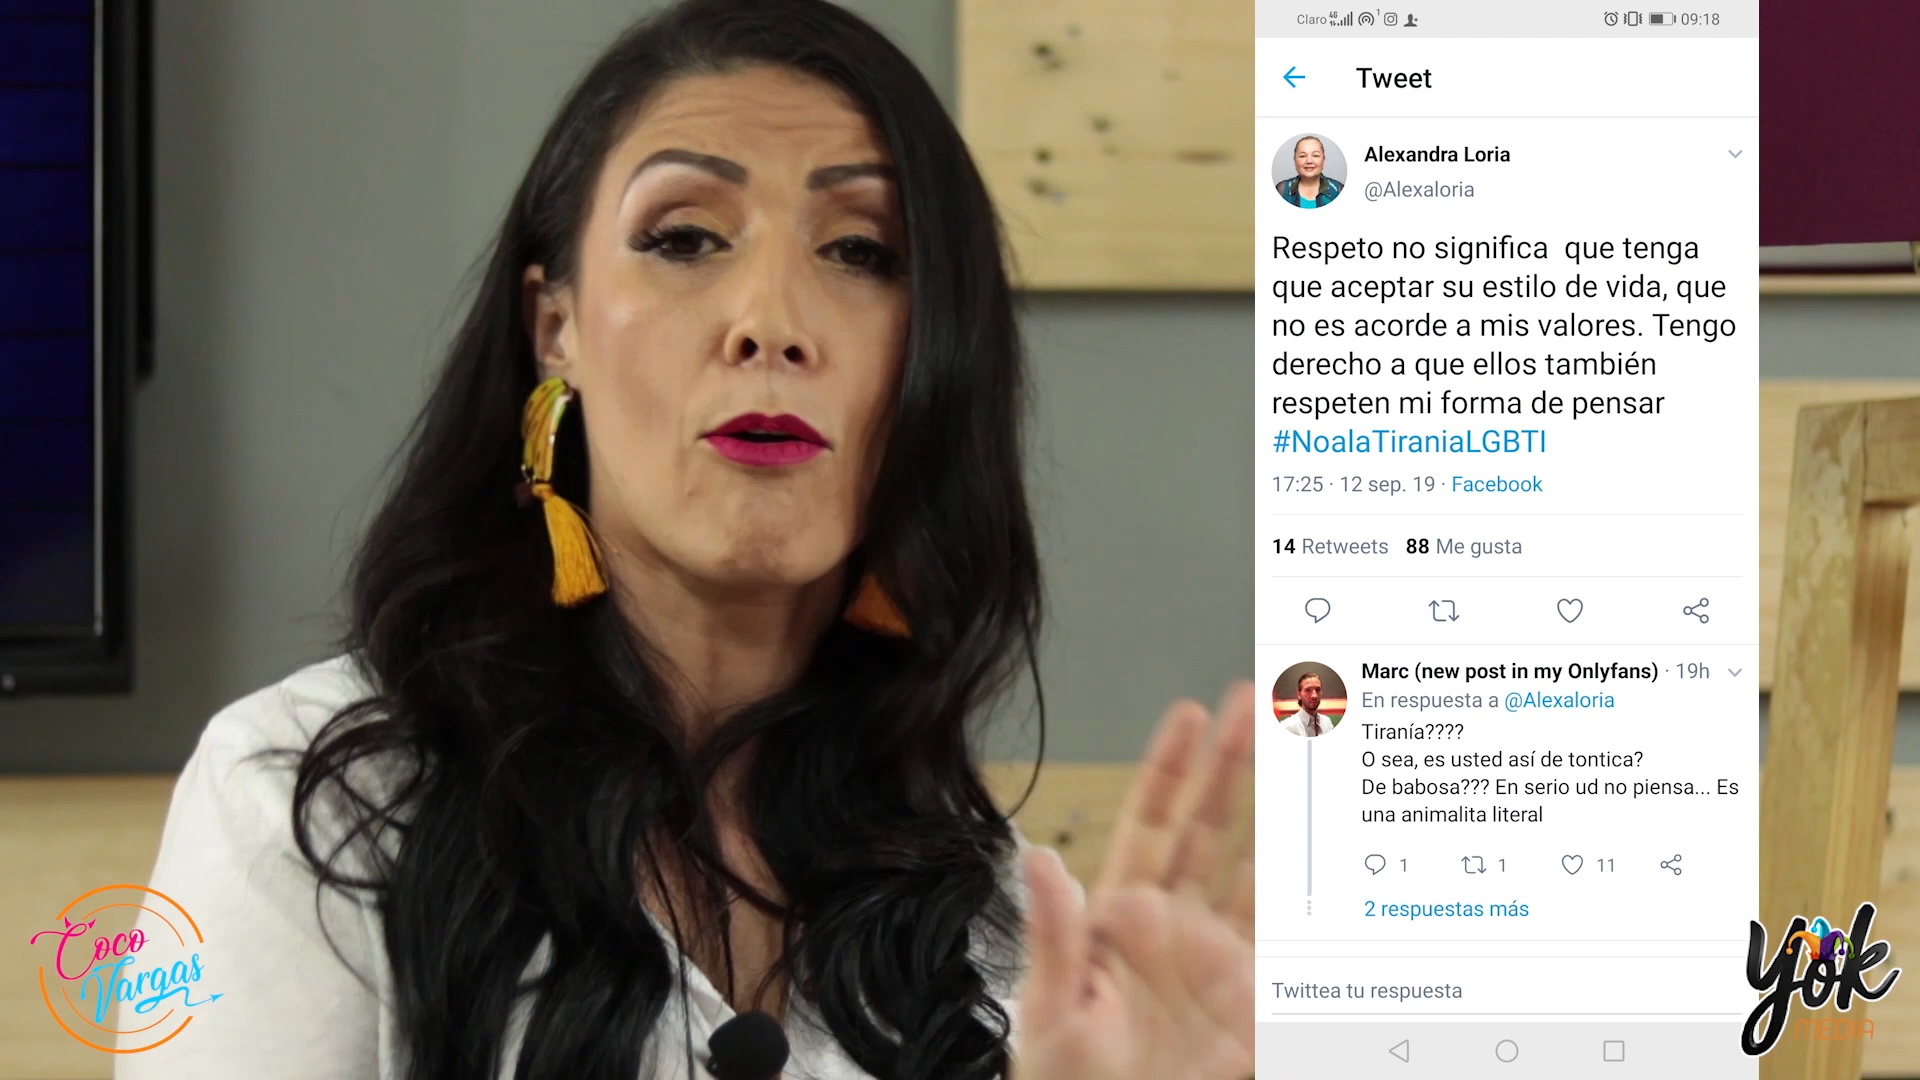 Claro 4G 1 09:18
Tweet
Alexandra Loria
@Alexaloria
Respeto no significa  que tenga
que aceptar su estilo de vida, que
no es acorde a mis valores. Tengo
derecho a que ellos también
respeten mi forma de pensar
#NoalaTiraniaLGBTI
17:25 · 12 sep. 19 · Facebook
14 Retweets 88 Me gusta
Marc (new post in my Onlyfans) · 19h
En respuesta a @Alexaloria
Tiranía????
O sea, es usted así de tontica?
De babosa??? En serio ud no piensa... Es
una animalita literal
1 1 11
2 respuestas más
Twittea tu respuesta
Coco
Vargas
Yok
MEDIA